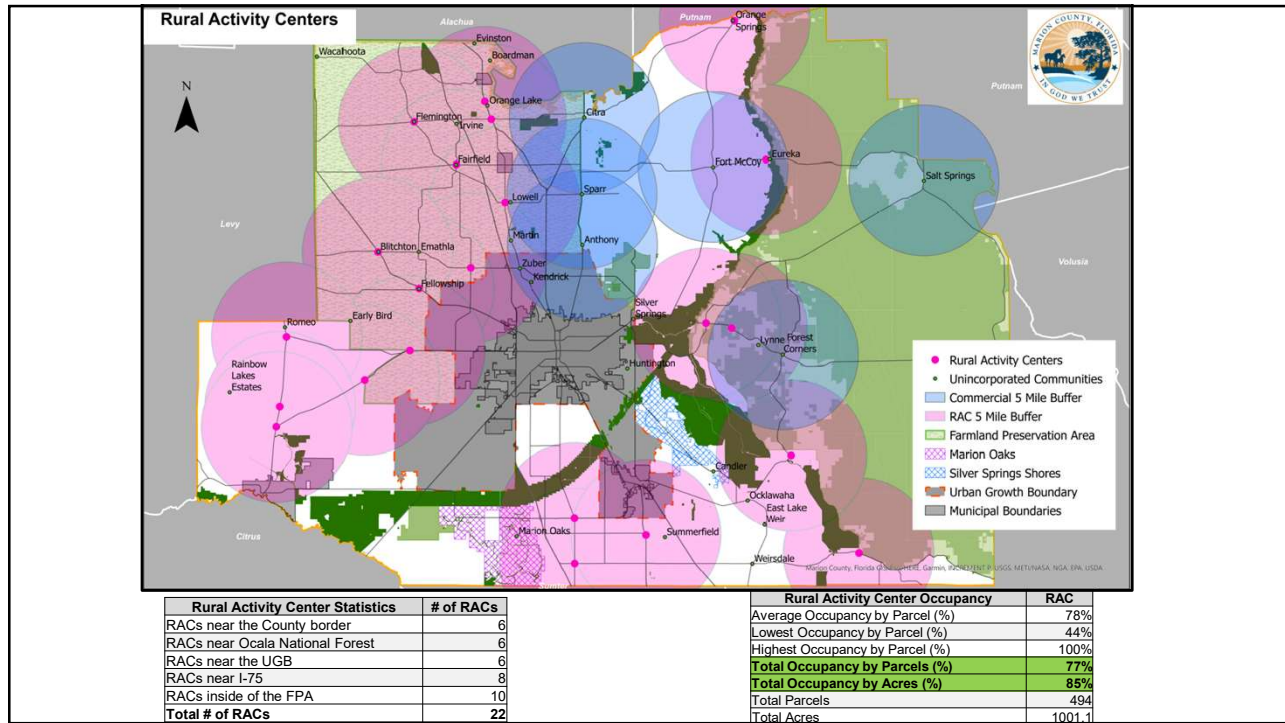 Rural Activity Centers
Alachua
Putnam
Orange
Springs
MARION COUNTY, FLORIDA
IN GOD WE TRUST
Evinston
Wacahoota
Boardman
N
Putnam
Orange Lake
Citra
Flemington
Irvine
Eureka
Fairfield
Fort McCoy
Salt Springs
Sparr
Lowell
Levy
Martin
Anthony
Blitchton
Emathla
Volusia
Zuber
Kendrick
Fellowship
Silver
Springs
Early Bird
Romeo
Lynne
Forest
Corners
Rainbow
Lakes
Estates
Huntington
Rural Activity Centers
Unincorporated Communities
Commercial 5 Mile Buffer
RAC 5 Mile Buffer
Farmland Preservation Area
Marion Oaks
Silver Springs Shores
Urban Growth Boundary
Municipal Boundaries
Candler
Ocklawaha
East Lake
Weir
Citrus
Marion Oaks
Summerfield
Weirsdale
Sumter
Rural Activity Center Statistics # of RACs
RACs near the County border 6
RACs near Ocala National Forest 6
RACs near the UGB 6
RACs near I-75 8
RACs inside of the FPA 10
Total # of RACs 22
Rural Activity Center Occupancy RAC
Average Occupancy by Parcel (%) 78%
Lowest Occupancy by Parcel (%) 44%
Highest Occupancy by Parcel (%) 100%
Total Occupancy by Parcels (%) 77%
Total Occupancy by Acres (%) 85%
Total Parcels 494
Total Acres 1001.1